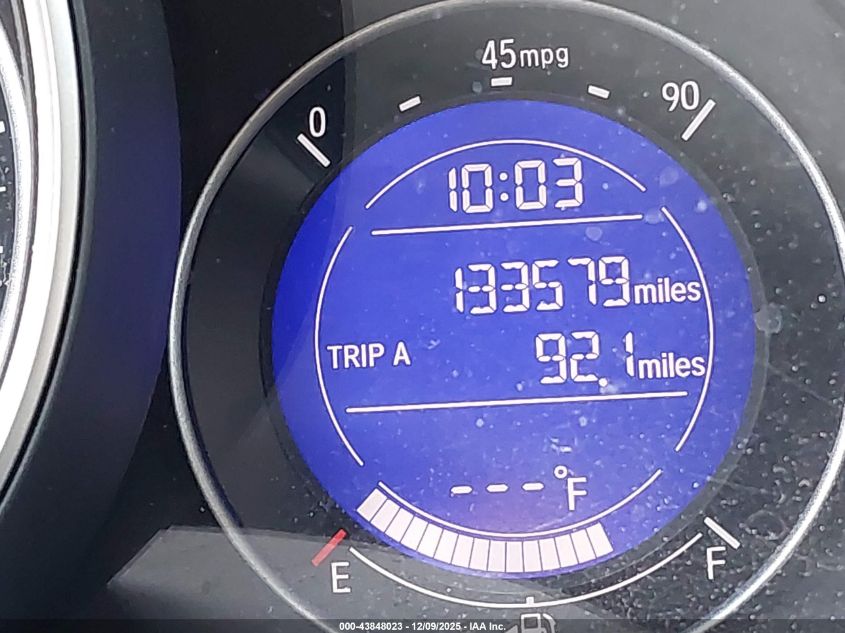 45mpg
0
90
10:03
133579miles
TRIP A 92.1miles
---°F
E
F
000-43848023 - 12/09/2025 - IAA Inc.